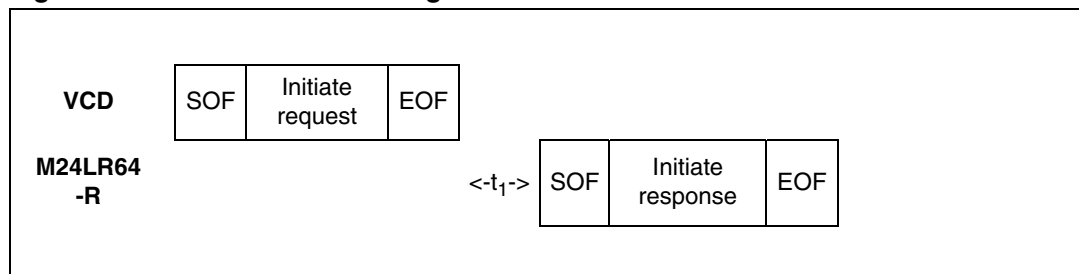 VCD
SOF
Initiate
request
EOF
M24LR64
-R
<-t₁->
SOF
Initiate
response
EOF